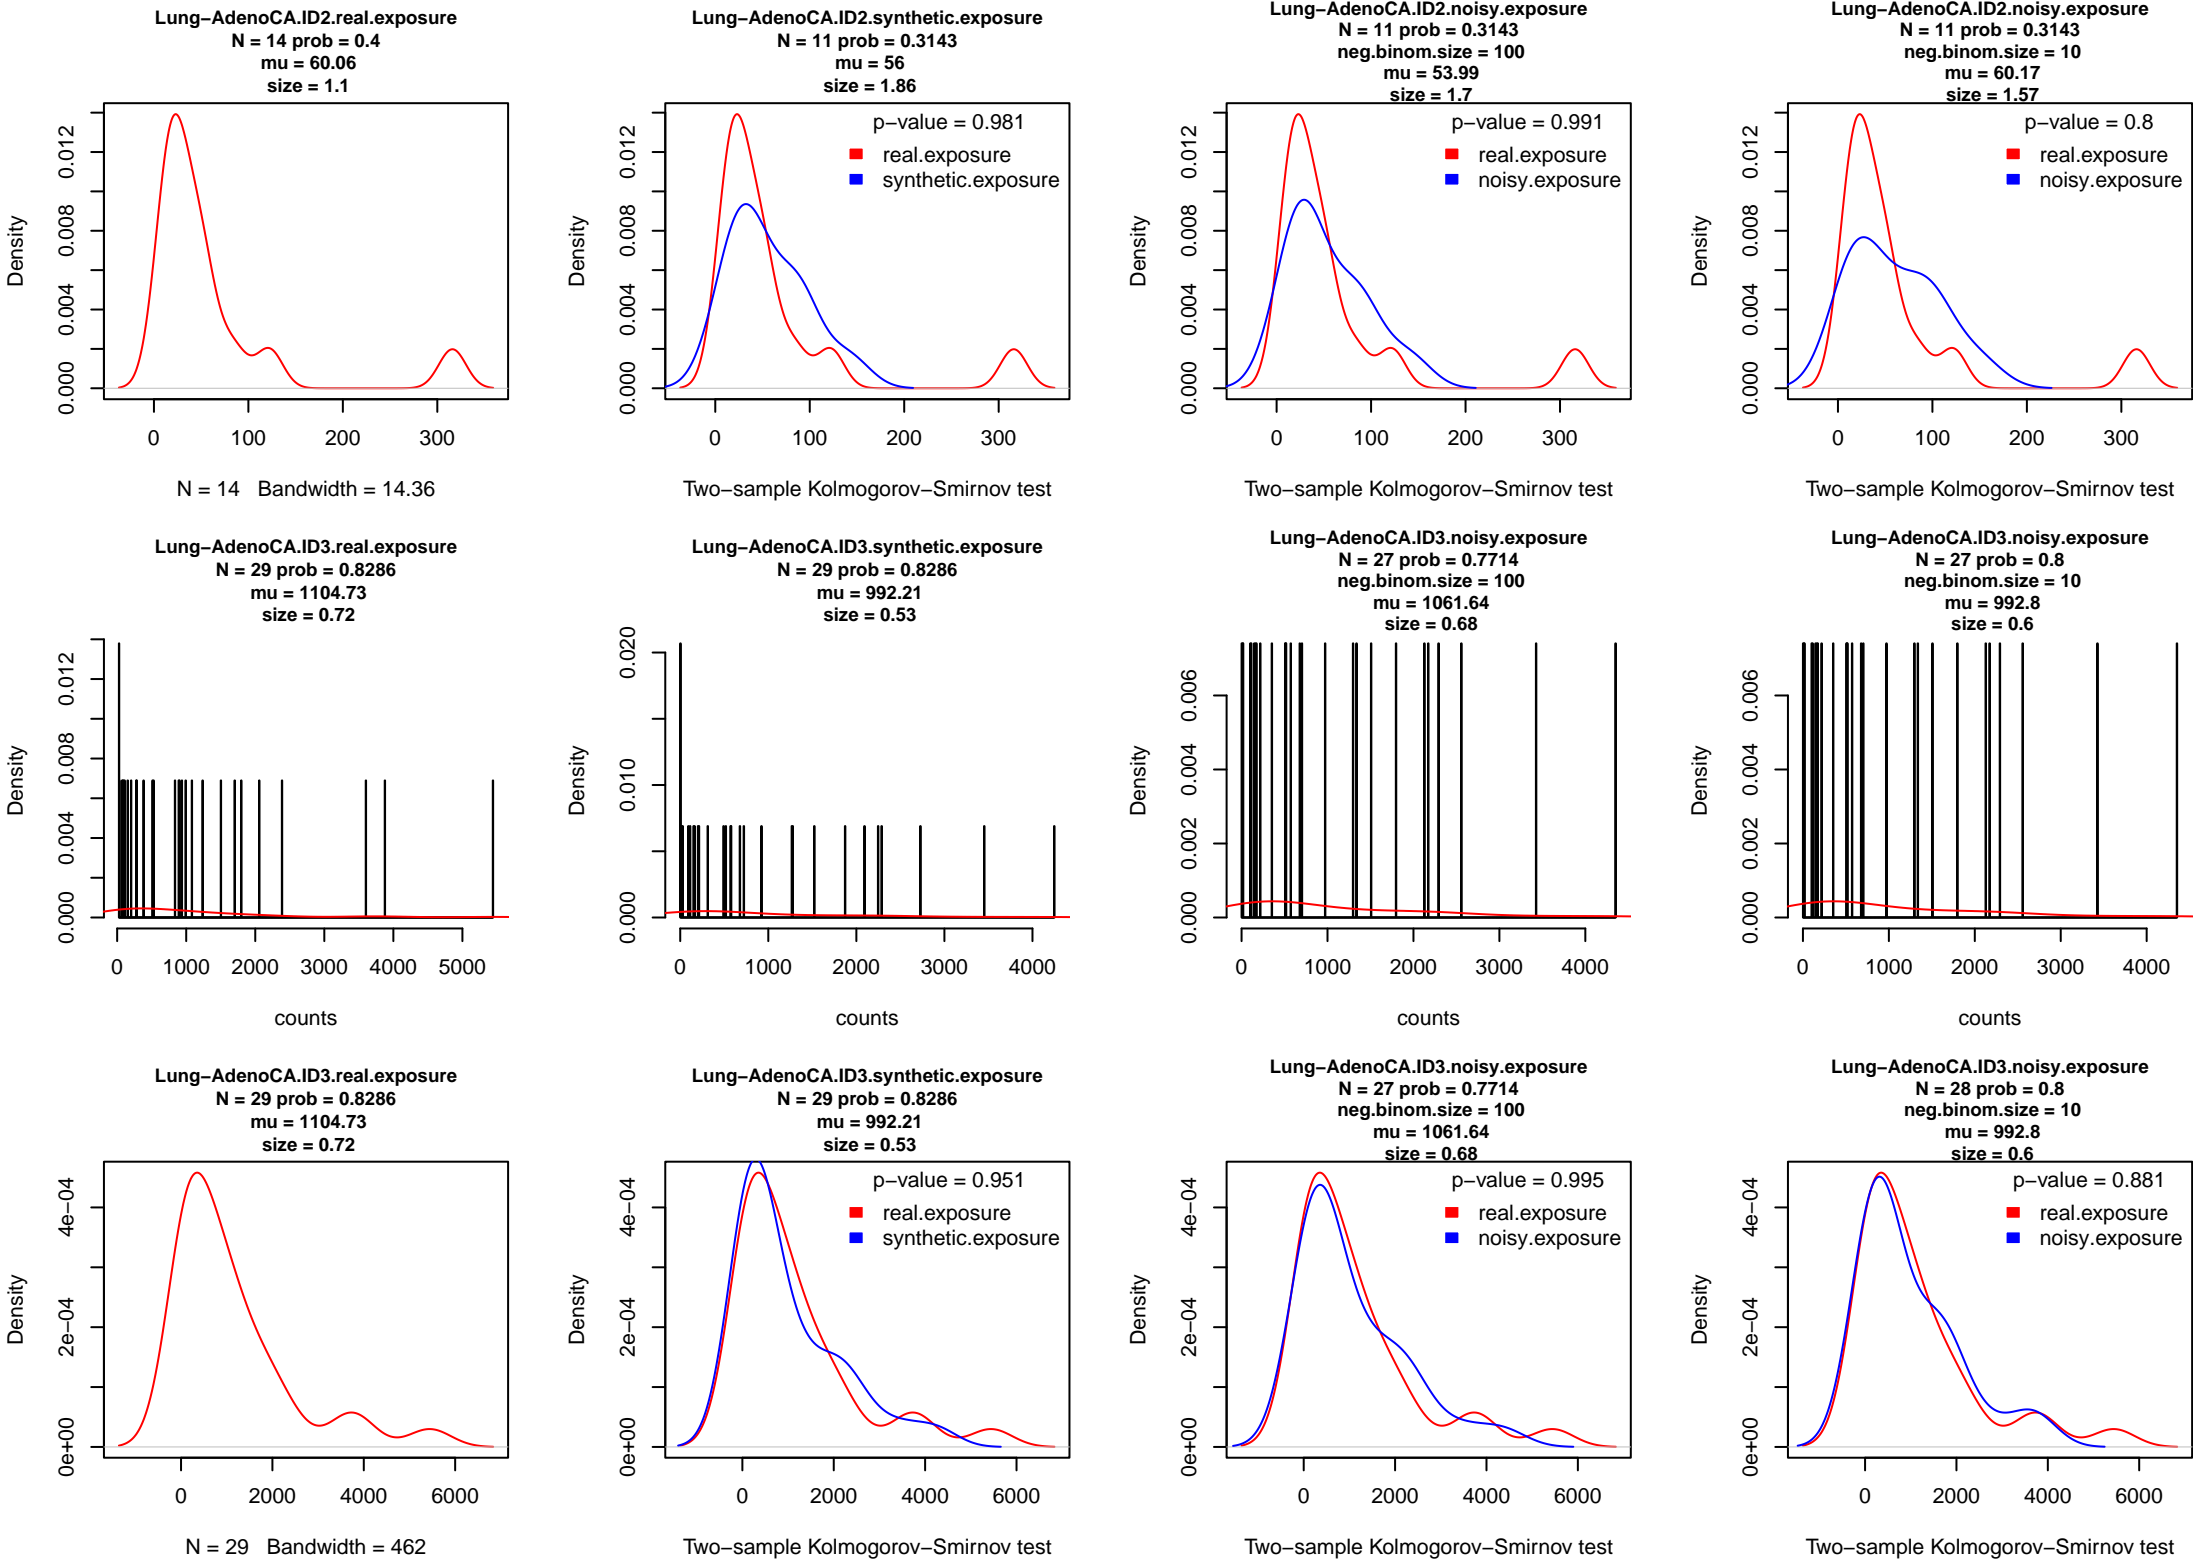 Lung-AdenoCA.ID2.real.exposure
N = 14 prob = 0.4
mu = 60.06
size = 1.1
Density
0.000 0.004 0.008 0.012
0 100 200 300
N = 14 Bandwidth = 14.36
Lung-AdenoCA.ID2.synthetic.exposure
N = 11 prob = 0.3143
mu = 56
size = 1.86
p-value = 0.981
real.exposure
synthetic.exposure
Density
0.000 0.004 0.008 0.012
0 100 200 300
Two-sample Kolmogorov-Smirnov test
Lung-AdenoCA.ID2.noisy.exposure
N = 11 prob = 0.3143
neg.binom.size = 100
mu = 53.99
size = 1.7
p-value = 0.991
real.exposure
noisy.exposure
Density
0.000 0.004 0.008 0.012
0 100 200 300
Two-sample Kolmogorov-Smirnov test
Lung-AdenoCA.ID2.noisy.exposure
N = 11 prob = 0.3143
neg.binom.size = 10
mu = 60.17
size = 1.57
p-value = 0.8
real.exposure
noisy.exposure
Density
0.000 0.004 0.008 0.012
0 100 200 300
Two-sample Kolmogorov-Smirnov test
Lung-AdenoCA.ID3.real.exposure
N = 29 prob = 0.8286
mu = 1104.73
size = 0.72
Density
0.000 0.004 0.008 0.012
0 1000 2000 3000 4000 5000
counts
Lung-AdenoCA.ID3.synthetic.exposure
N = 29 prob = 0.8286
mu = 992.21
size = 0.53
Density
0.000 0.010 0.020
0 1000 2000 3000 4000
counts
Lung-AdenoCA.ID3.noisy.exposure
N = 27 prob = 0.7714
neg.binom.size = 100
mu = 1061.64
size = 0.68
Density
0.000 0.002 0.004 0.006
0 1000 2000 3000 4000
counts
Lung-AdenoCA.ID3.noisy.exposure
N = 27 prob = 0.8
neg.binom.size = 10
mu = 992.8
size = 0.6
Density
0.000 0.002 0.004 0.006
0 1000 2000 3000 4000
counts
Lung-AdenoCA.ID3.real.exposure
N = 29 prob = 0.8286
mu = 1104.73
size = 0.72
Density
0e+00 2e-04 4e-04
0 2000 4000 6000
N = 29 Bandwidth = 462
Lung-AdenoCA.ID3.synthetic.exposure
N = 29 prob = 0.8286
mu = 992.21
size = 0.53
p-value = 0.951
real.exposure
synthetic.exposure
Density
0e+00 2e-04 4e-04
0 2000 4000 6000
Two-sample Kolmogorov-Smirnov test
Lung-AdenoCA.ID3.noisy.exposure
N = 27 prob = 0.7714
neg.binom.size = 100
mu = 1061.64
size = 0.68
p-value = 0.995
real.exposure
noisy.exposure
Density
0e+00 2e-04 4e-04
0 2000 4000 6000
Two-sample Kolmogorov-Smirnov test
Lung-AdenoCA.ID3.noisy.exposure
N = 28 prob = 0.8
neg.binom.size = 10
mu = 992.8
size = 0.6
p-value = 0.881
real.exposure
noisy.exposure
Density
0e+00 2e-04 4e-04
0 2000 4000 6000
Two-sample Kolmogorov-Smirnov test